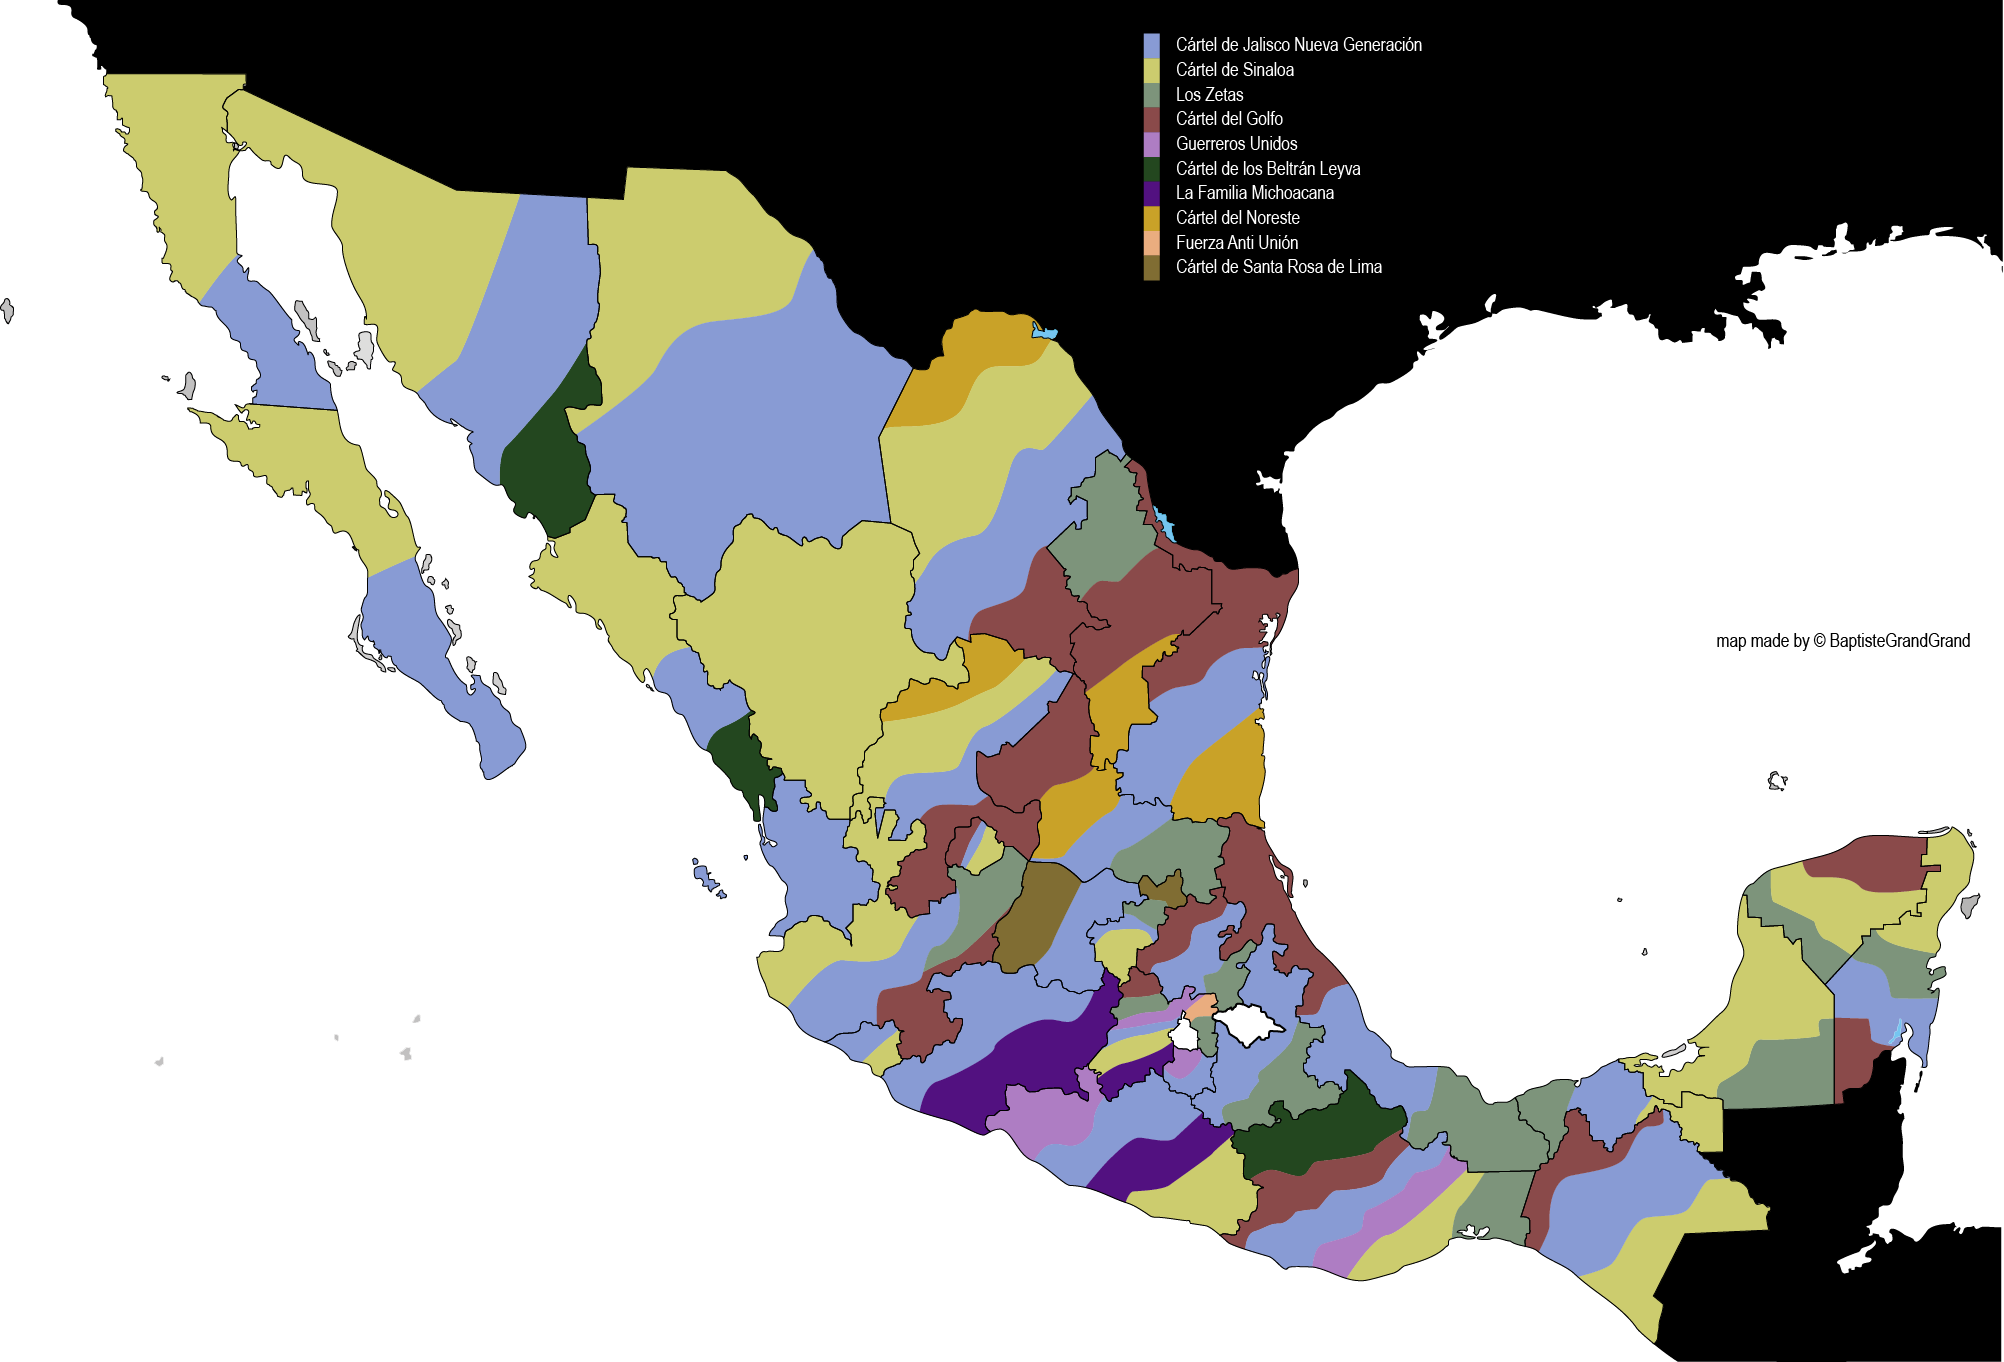 Cártel de Jalisco Nueva Generación
Cártel de Sinaloa
Los Zetas
Cártel del Golfo
Guerreros Unidos
Cártel de los Beltrán Leyva
La Familia Michoacana
Cártel del Noreste
Fuerza Anti Unión
Cártel de Santa Rosa de Lima
map made by © BaptisteGrandGrand